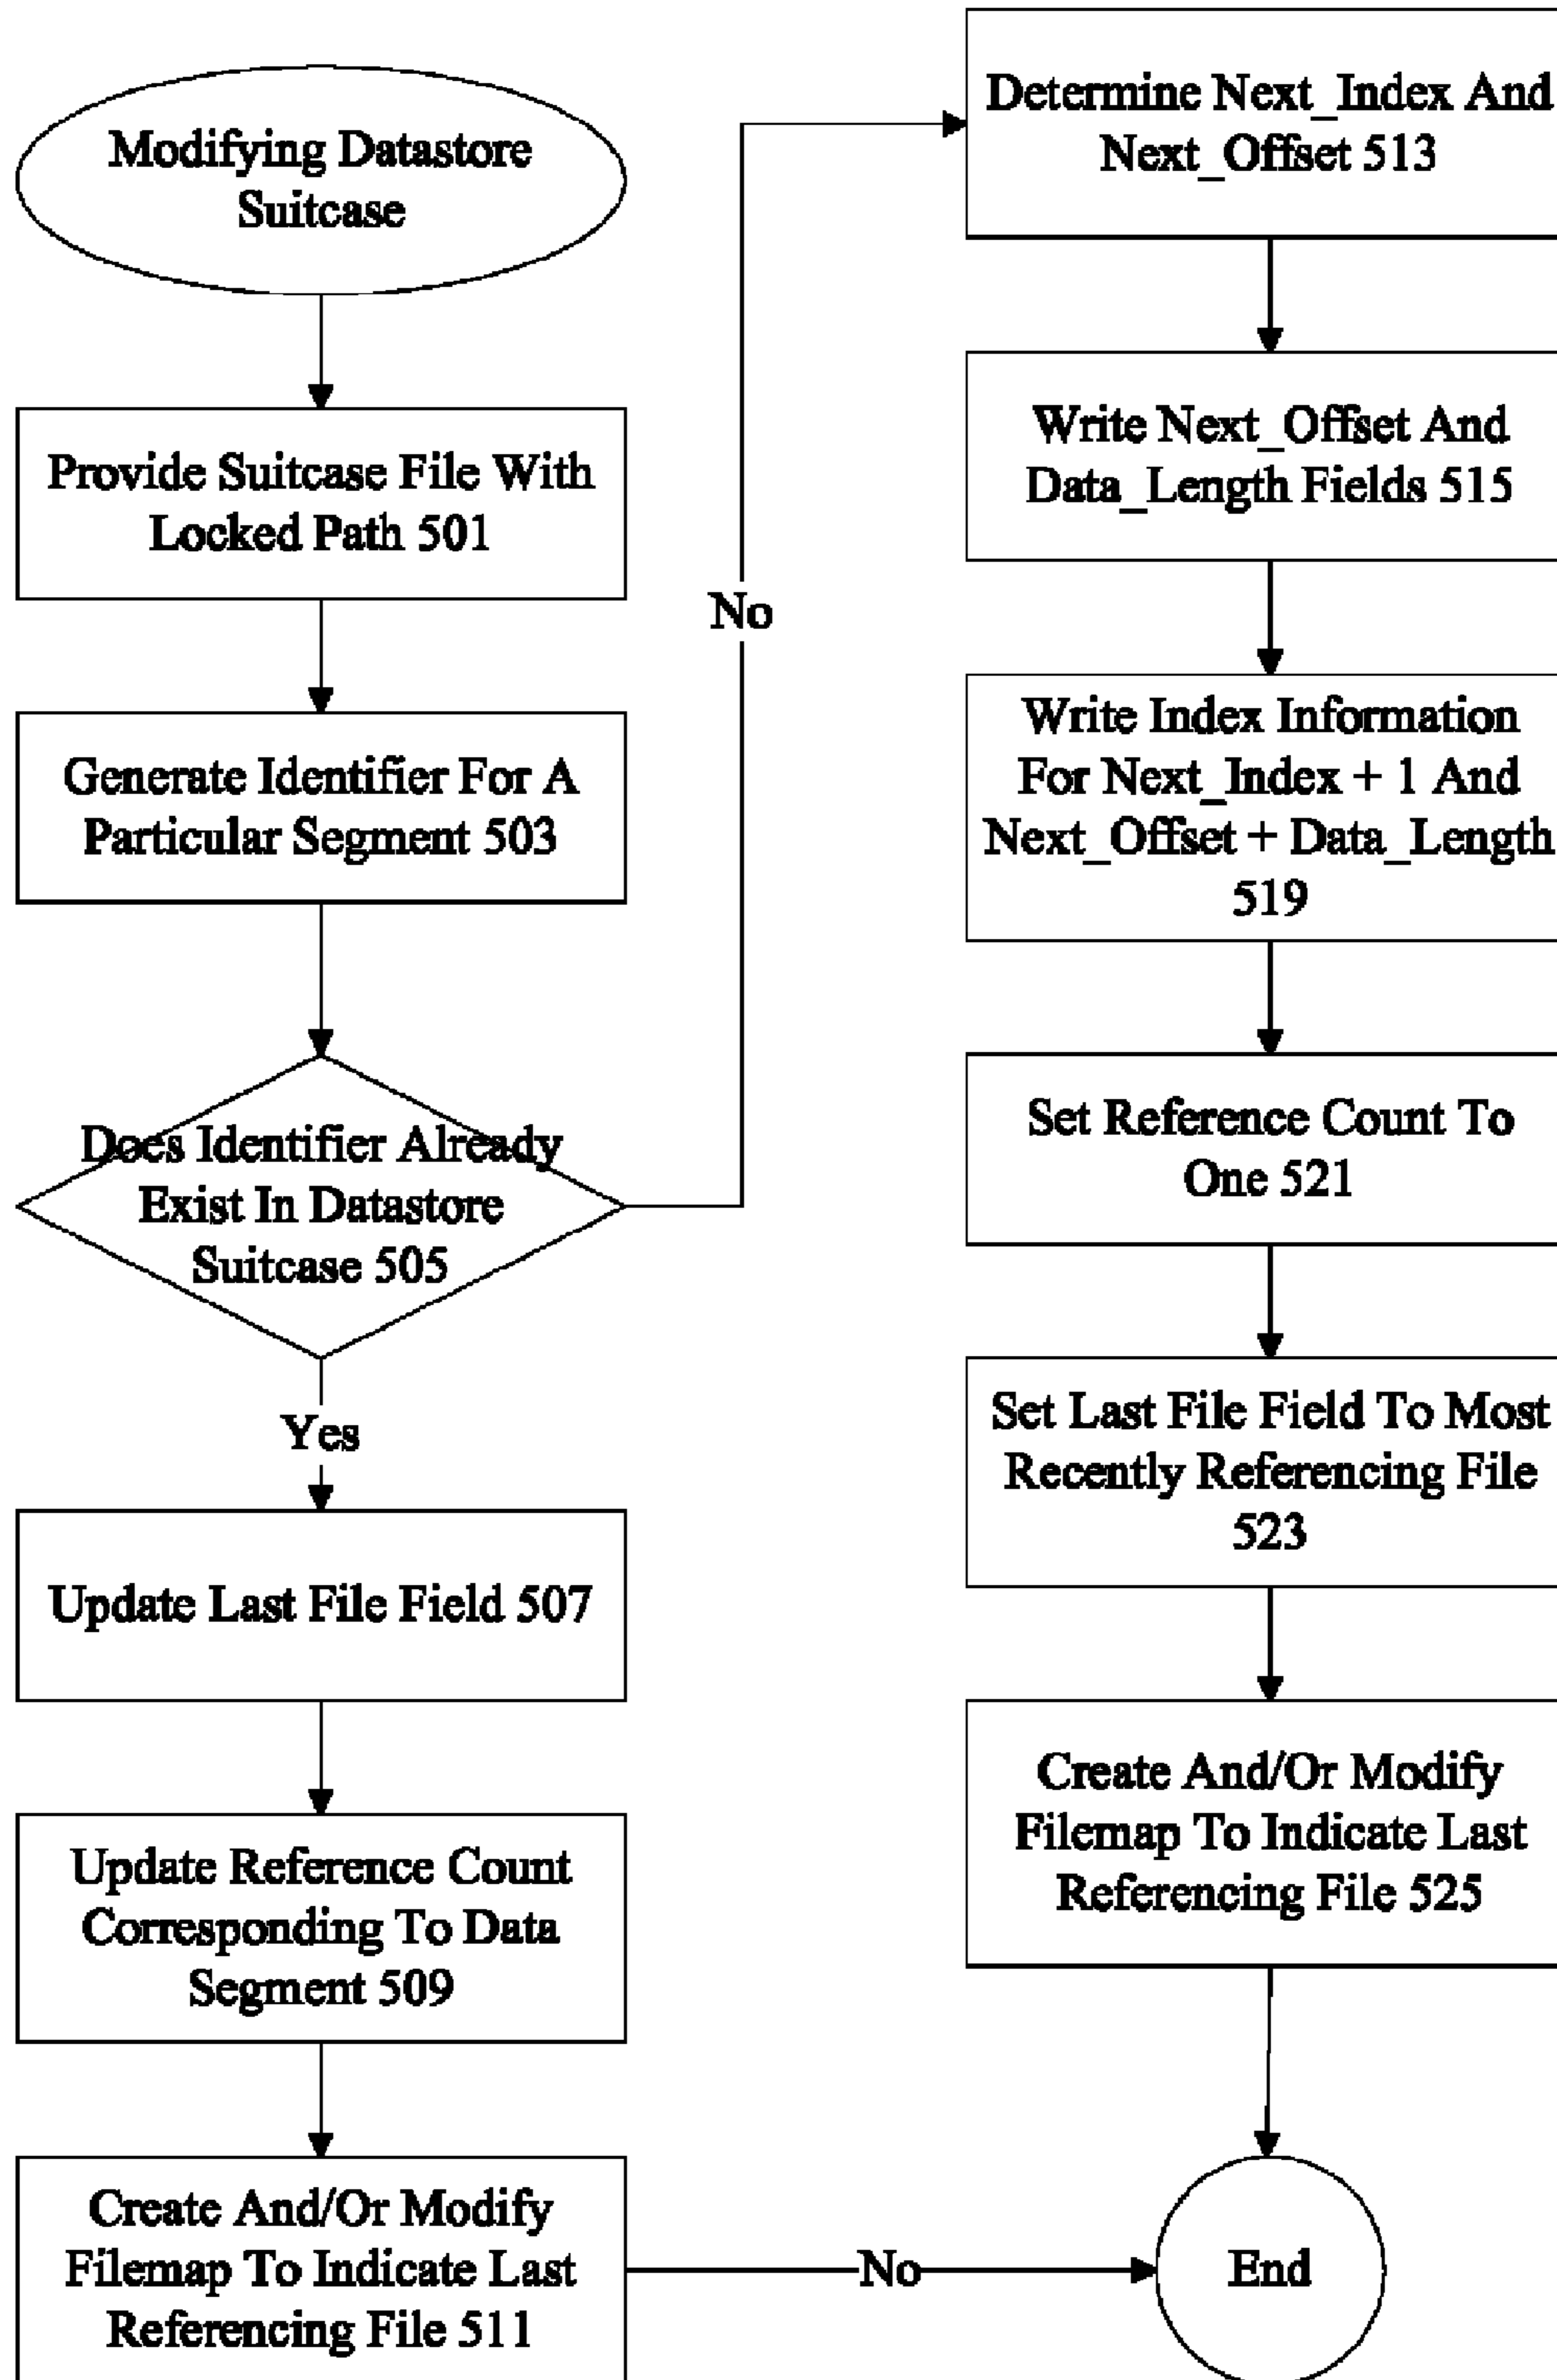 Modifying Datastore
Suitcase
Provide Suitcase File With
Locked Path 501
Generate Identifier For A
Particular Segment 503
Does Identifier Already
Exist In Datastore
Suitcase 505
Yes
Update Last File Field 507
Update Reference Count
Corresponding To Data
Segment 509
Create And/Or Modify
Filemap To Indicate Last
Referencing File 511
No
No
Determine Next_Index And
Next_Offset 513
Write Next_Offset And
Data_Length Fields 515
Write Index Information
For Next_Index + 1 And
Next_Offset + Data_Length
519
Set Reference Count To
One 521
Set Last File Field To Most
Recently Referencing File
523
Create And/Or Modify
Filemap To Indicate Last
Referencing File 525
End